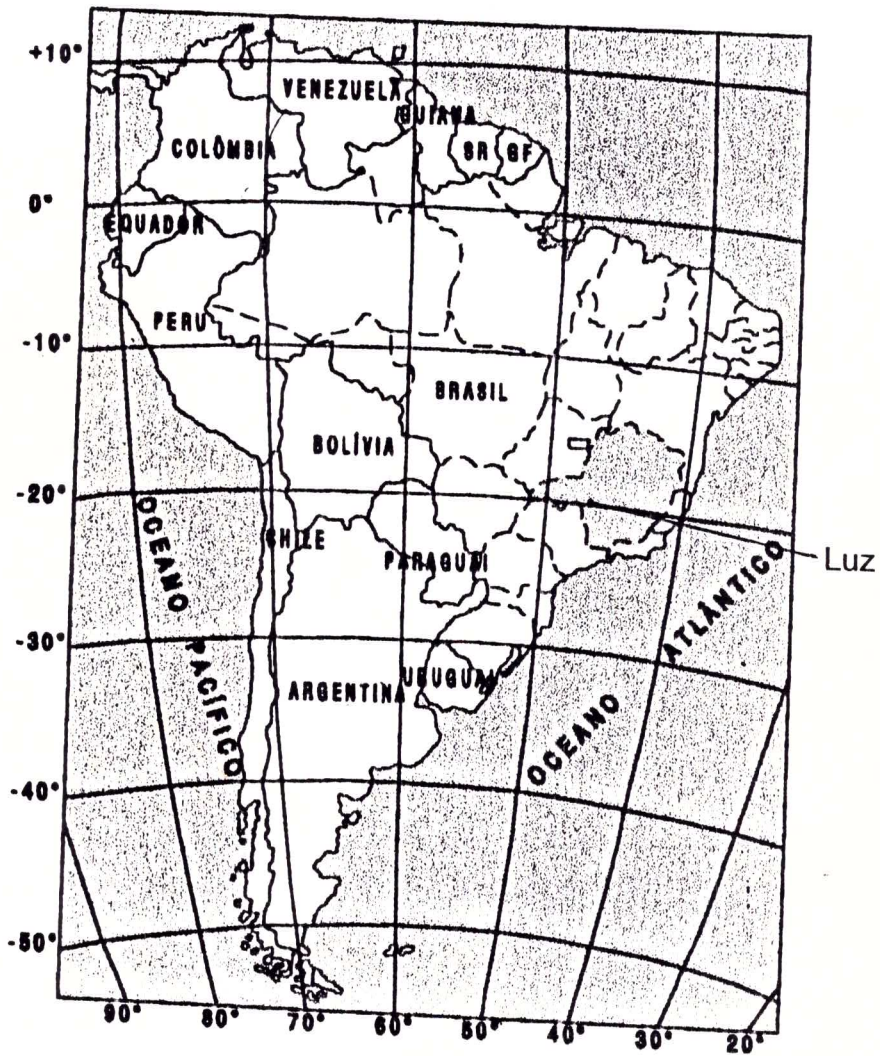 +10°
VENEZUELA
GUIANA
COLÔMBIA
SR
GF
0°
EQUADOR
PERU
-10°
BRASIL
BOLÍVIA
-20°
OCEANO PACÍFICO
CHILE
PARAGUAI
Luz
OCEANO ATLÂNTICO
-30°
ARGENTINA
URUGUAI
-40°
-50°
90°
80°
70°
60°
50°
40°
30°
20°